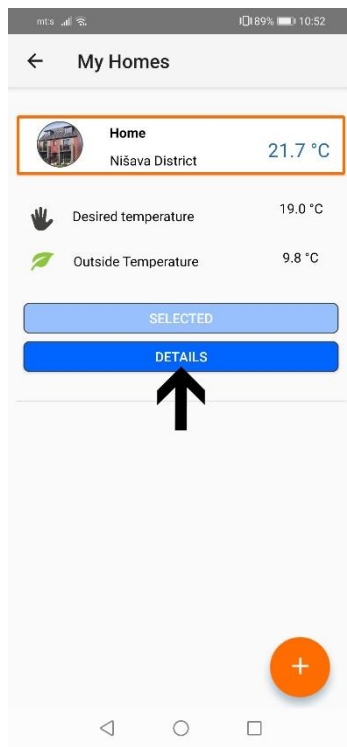 mt:s 89% 10:52
My Homes
Home
Nišava District
21.7 °C
Desired temperature 19.0 °C
Outside Temperature 9.8 °C
SELECTED
DETAILS
+